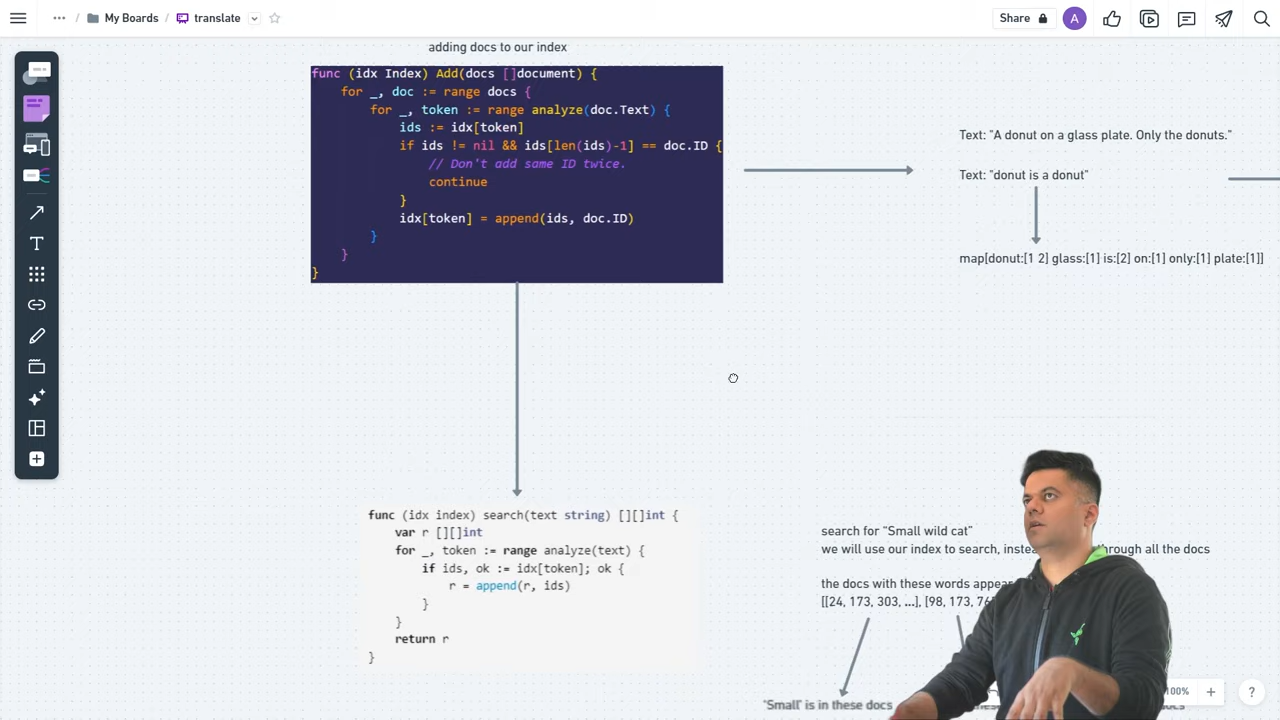 My Boards / translate
Share
A
adding docs to our index
func (idx Index) Add(docs []document) {
for _, doc := range docs {
for _, token := range analyze(doc.Text) {
ids := idx[token]
if ids != nil && ids[len(ids)-1] == doc.ID {
// Don't add same ID twice.
continue
}
idx[token] = append(ids, doc.ID)
}
}
}
Text: "A donut on a glass plate. Only the donuts."
Text: "donut is a donut"
map[donut:[1 2] glass:[1] is:[2] on:[1] only:[1] plate:[1]]
func (idx index) search(text string) [][]int {
var r [][]int
for _, token := range analyze(text) {
if ids, ok := idx[token]; ok {
r = append(r, ids)
}
}
return r
}
search for “Small wild cat”
we will use our index to search, through all the docs
the docs with these words appear
[[24, 173, 303, ...], [98, 173,
"Small" is in these docs
100%